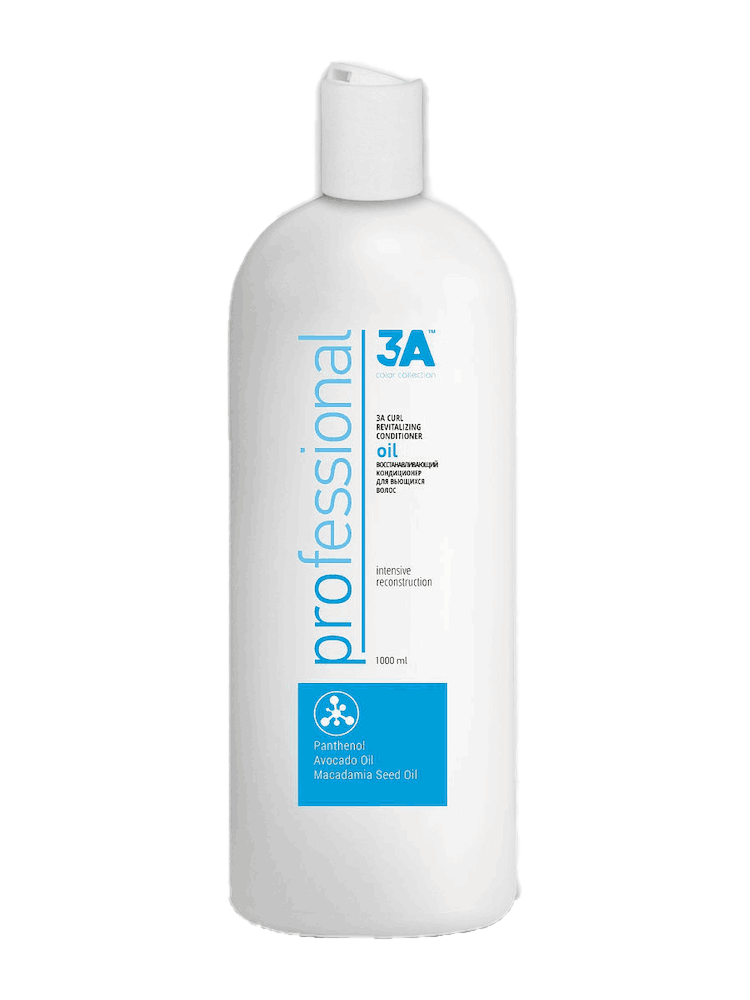 professional
3A™
color collection
3A CURL
REVITALIZING
CONDITIONER
oil
ВОССТАНАВЛИВАЮЩИЙ
КОНДИЦИОНЕР
ДЛЯ ВЬЮЩИХСЯ
ВОЛОС
intensive
reconstruction
1000 ml
Panthenol
Avocado Oil
Macadamia Seed Oil